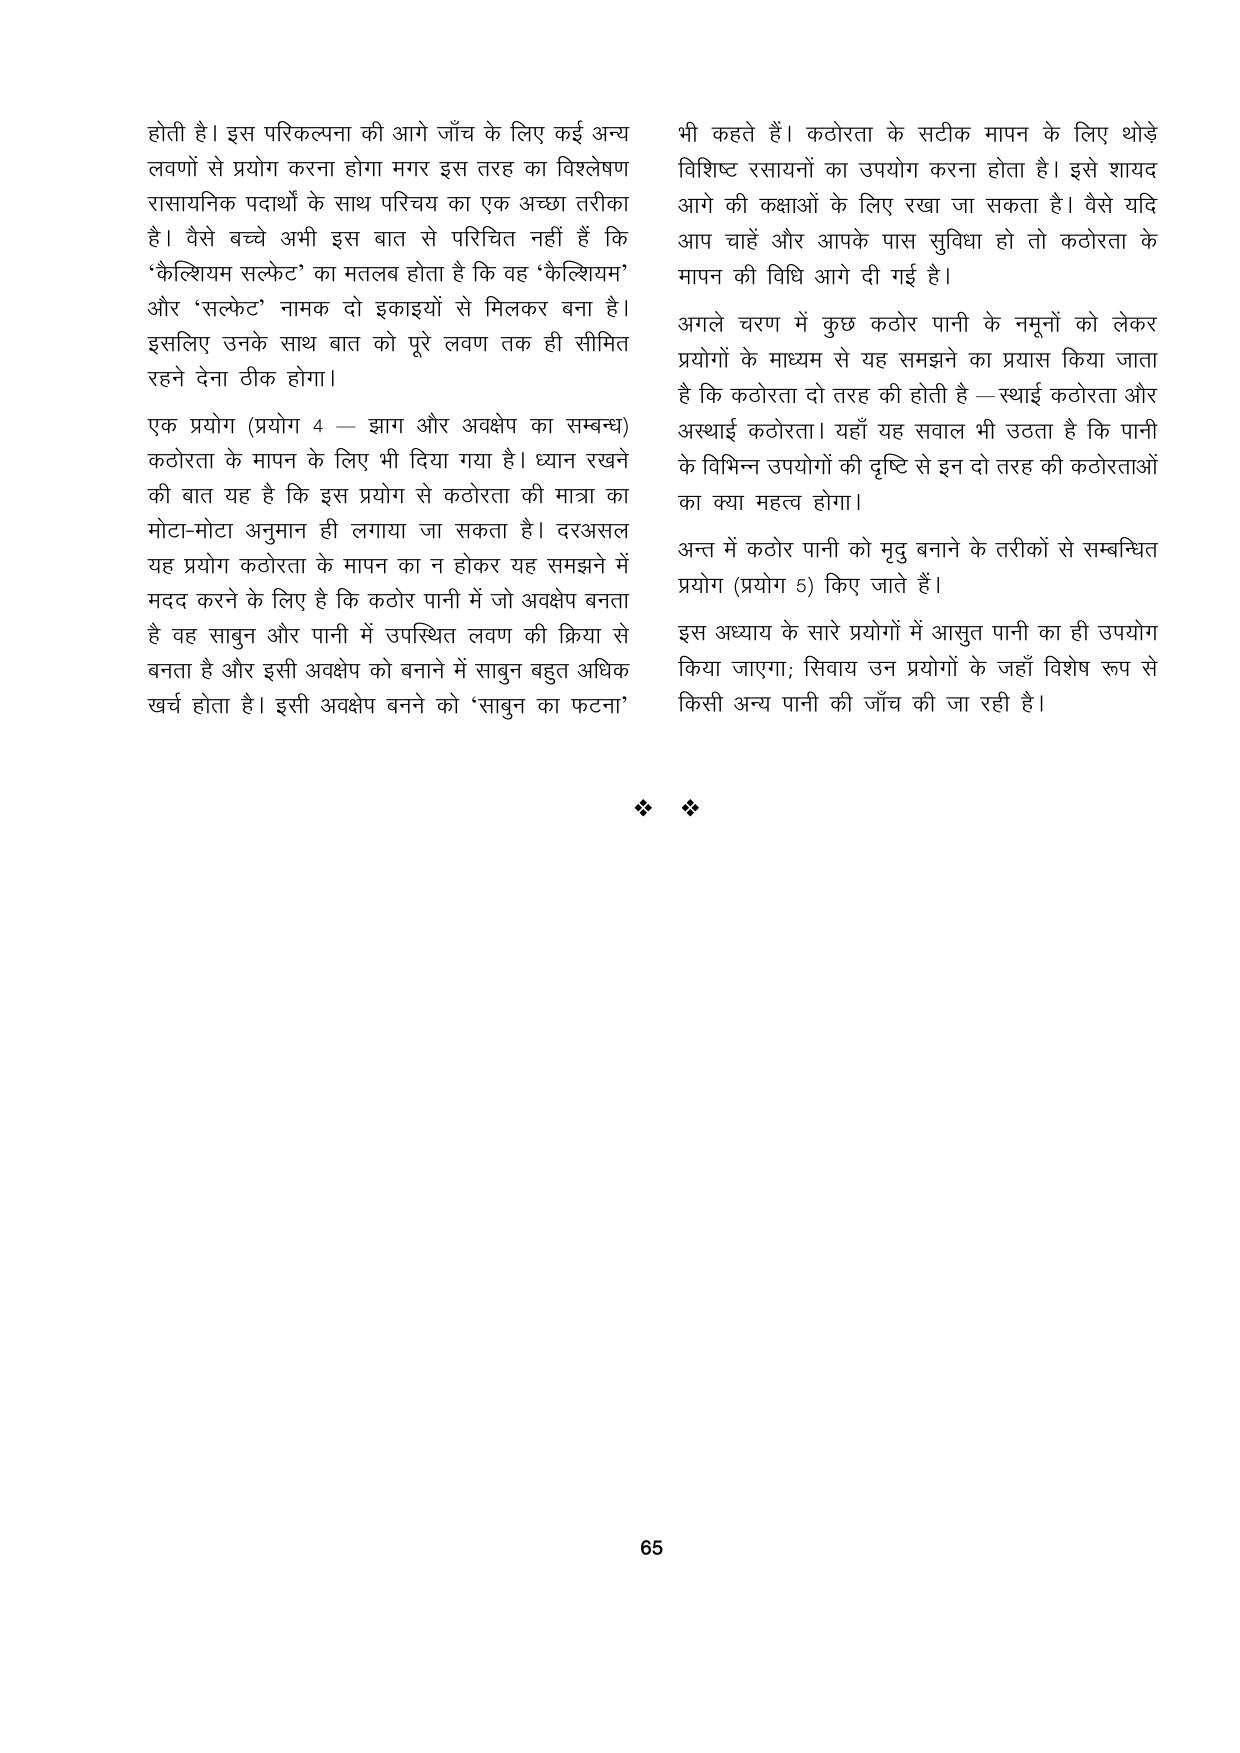 होती है। इस परिकल्पना की आगे जाँच के लिए कई अन्य
लवणों से प्रयोग करना होगा मगर इस तरह का विश्लेषण
रासायनिक पदार्थों के साथ परिचय का एक अच्छा तरीका
है। वैसे बच्चे अभी इस बात से परिचित नहीं हैं कि
‘कैल्शियम सल्फेट’ का मतलब होता है कि वह ‘कैल्शियम’
और ‘सल्फेट’ नामक दो इकाइयों से मिलकर बना है।
इसलिए उनके साथ बात को पूरे लवण तक ही सीमित
रहने देना ठीक होगा।
एक प्रयोग (प्रयोग 4 — झाग और अवक्षेप का सम्बन्ध)
कठोरता के मापन के लिए भी दिया गया है। ध्यान रखने
की बात यह है कि इस प्रयोग से कठोरता की मात्रा का
मोटा-मोटा अनुमान ही लगाया जा सकता है। दरअसल
यह प्रयोग कठोरता के मापन का न होकर यह समझने में
मदद करने के लिए है कि कठोर पानी में जो अवक्षेप बनता
है वह साबुन और पानी में उपस्थित लवण की क्रिया से
बनता है और इसी अवक्षेप को बनाने में साबुन बहुत अधिक
खर्च होता है। इसी अवक्षेप बनने को ‘साबुन का फटना’
भी कहते हैं। कठोरता के सटीक मापन के लिए थोड़े
विशिष्ट रसायनों का उपयोग करना होता है। इसे शायद
आगे की कक्षाओं के लिए रखा जा सकता है। वैसे यदि
आप चाहें और आपके पास सुविधा हो तो कठोरता के
मापन की विधि आगे दी गई है।
अगले चरण में कुछ कठोर पानी के नमूनों को लेकर
प्रयोगों के माध्यम से यह समझने का प्रयास किया जाता
है कि कठोरता दो तरह की होती है — स्थाई कठोरता और
अस्थाई कठोरता। यहाँ यह सवाल भी उठता है कि पानी
के विभिन्न उपयोगों की दृष्टि से इन दो तरह की कठोरताओं
का क्या महत्व होगा।
अन्त में कठोर पानी को मृदु बनाने के तरीकों से सम्बन्धित
प्रयोग (प्रयोग 5) किए जाते हैं।
इस अध्याय के सारे प्रयोगों में आसुत पानी का ही उपयोग
किया जाएगा; सिवाय उन प्रयोगों के जहाँ विशेष रूप से
किसी अन्य पानी की जाँच की जा रही है।
❖ ❖
65